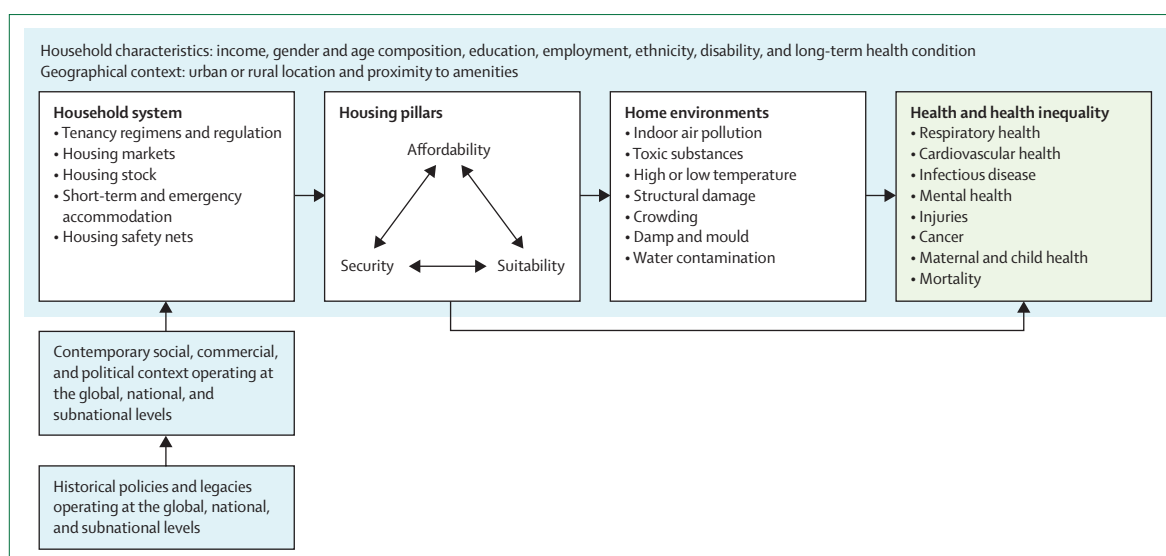 Household characteristics: income, gender and age composition, education, employment, ethnicity, disability, and long-term health condition
Geographical context: urban or rural location and proximity to amenities
Household system
• Tenancy regimens and regulation
• Housing markets
• Housing stock
• Short-term and emergency
accommodation
• Housing safety nets
Housing pillars
Affordability
Security
Suitability
Home environments
• Indoor air pollution
• Toxic substances
• High or low temperature
• Structural damage
• Crowding
• Damp and mould
• Water contamination
Health and health inequality
• Respiratory health
• Cardiovascular health
• Infectious disease
• Mental health
• Injuries
• Cancer
• Maternal and child health
• Mortality
Contemporary social, commercial,
and political context operating at
the global, national, and
subnational levels
Historical policies and legacies
operating at the global, national,
and subnational levels